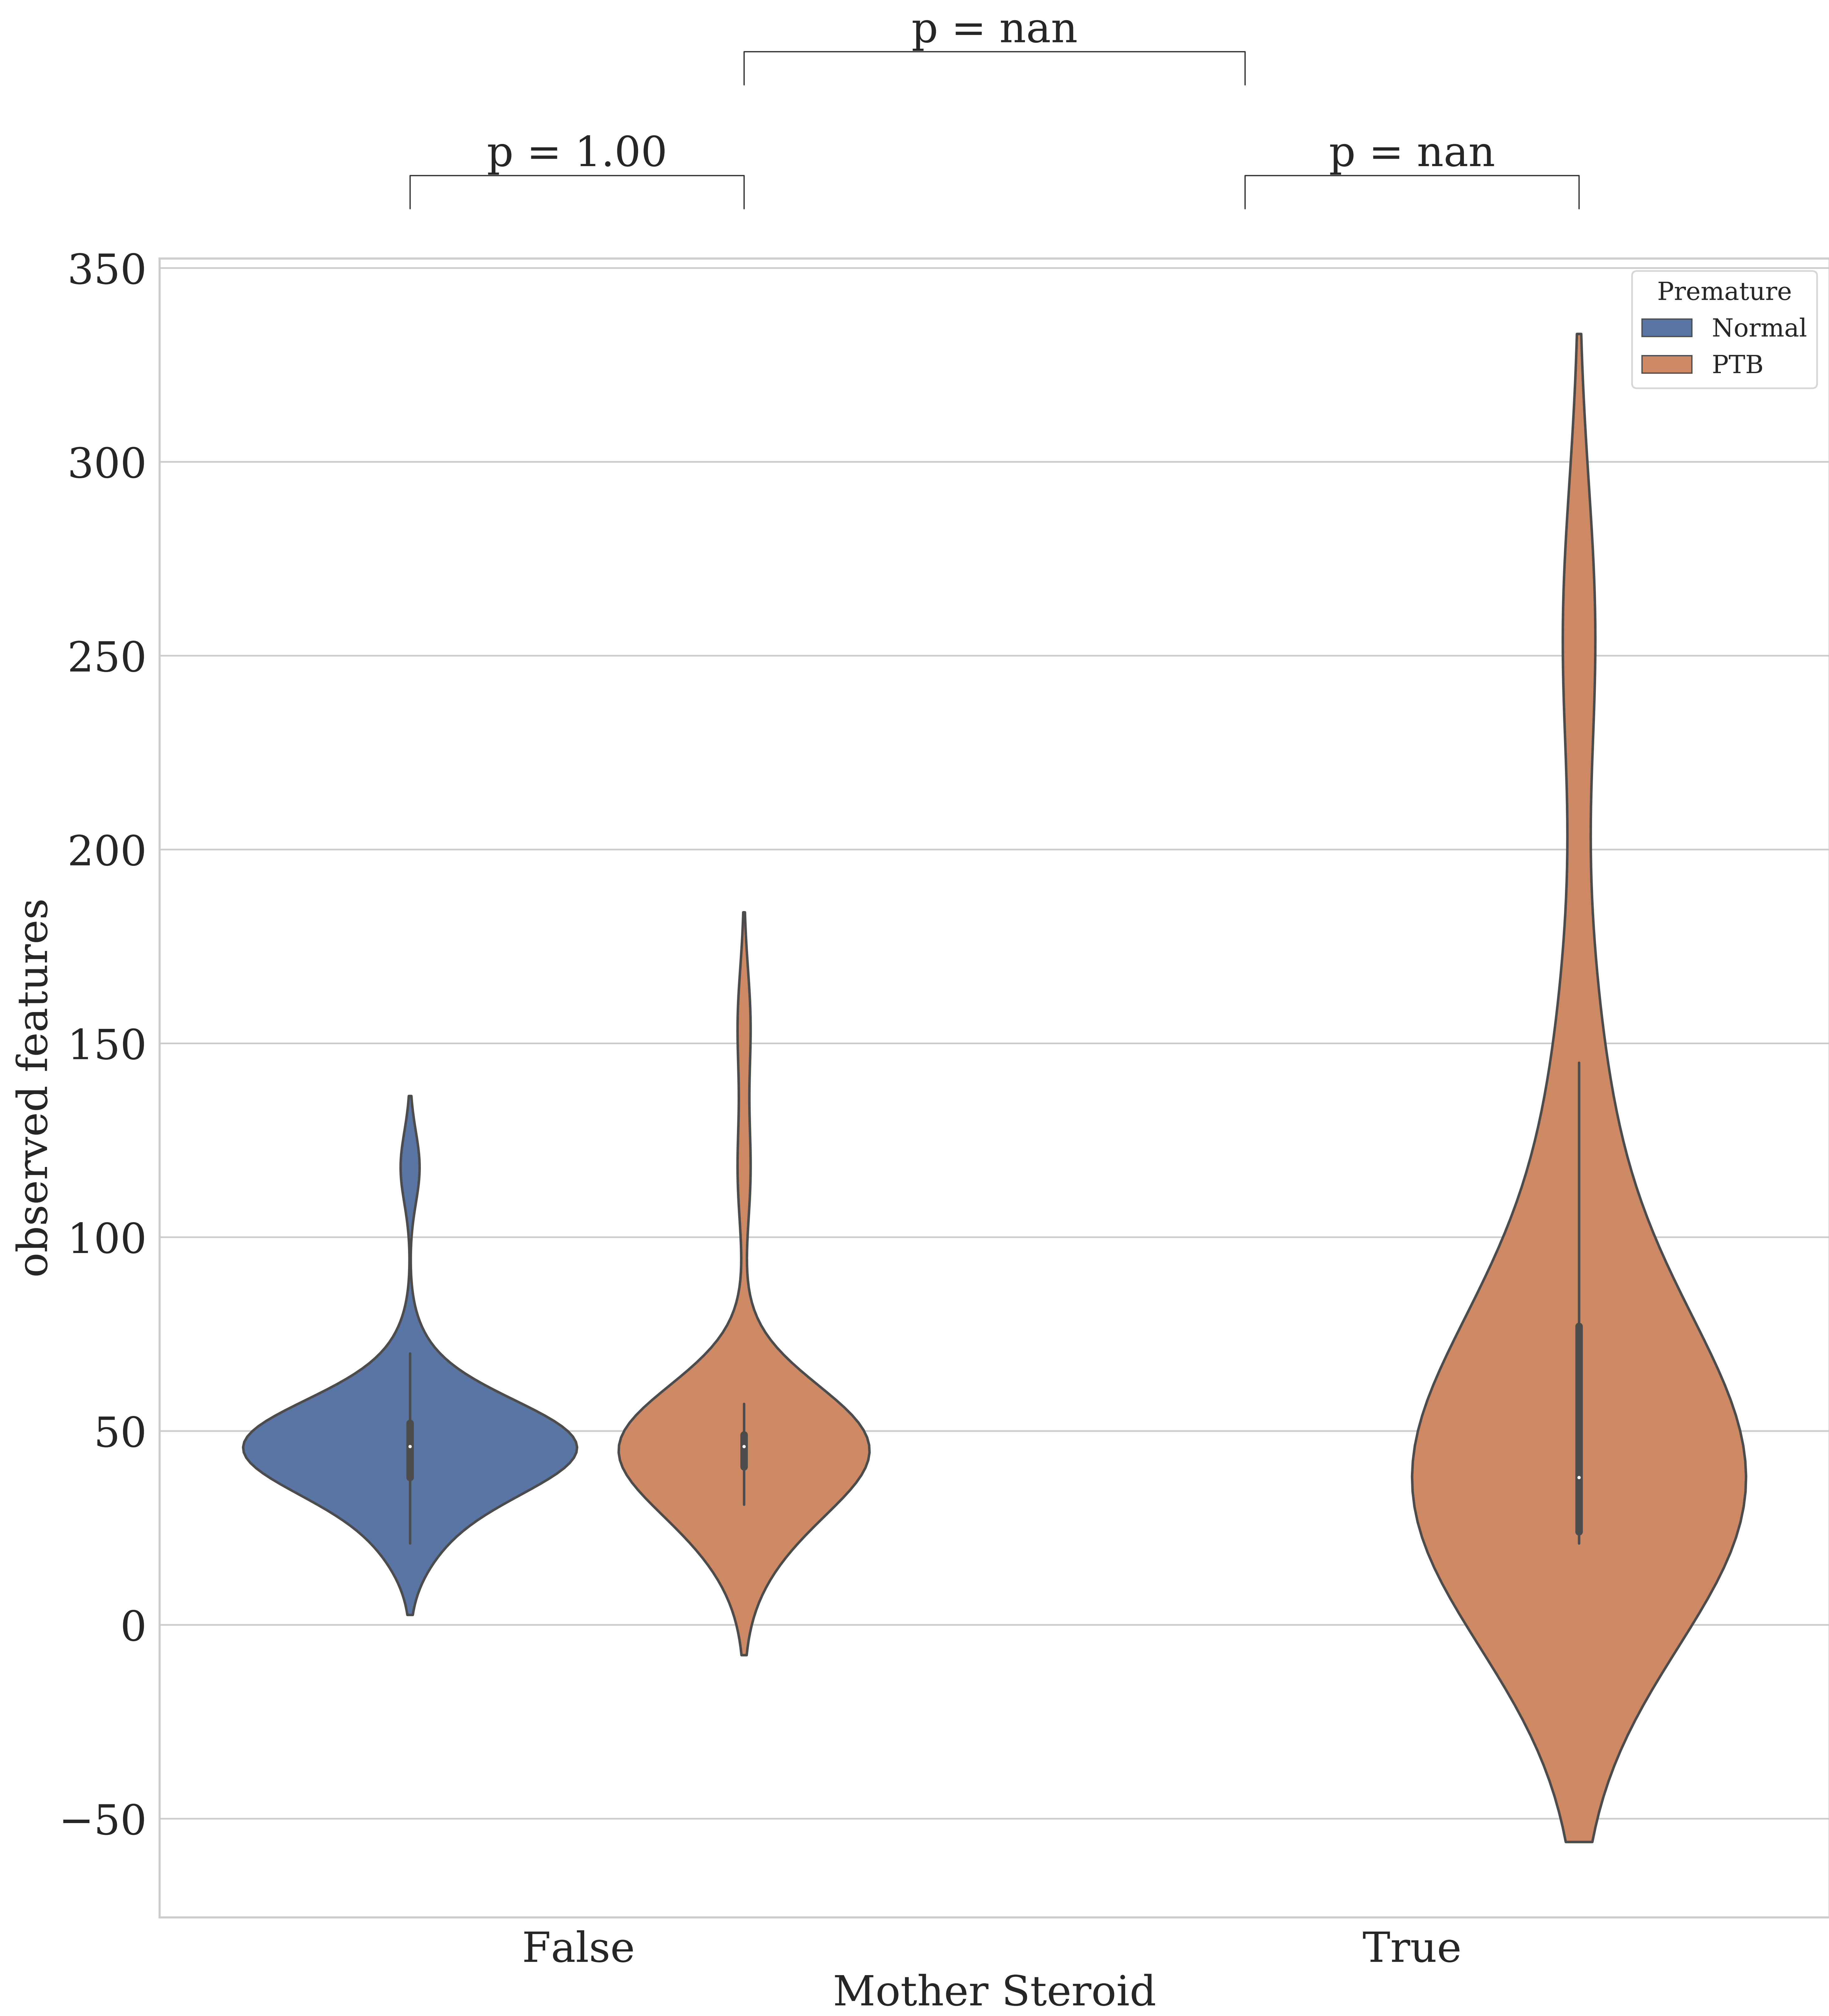 p = nan
p = 1.00
p = nan
350
300
250
200
150
100
50
0
−50
observed features
Premature
Normal
PTB
False
True
Mother Steroid